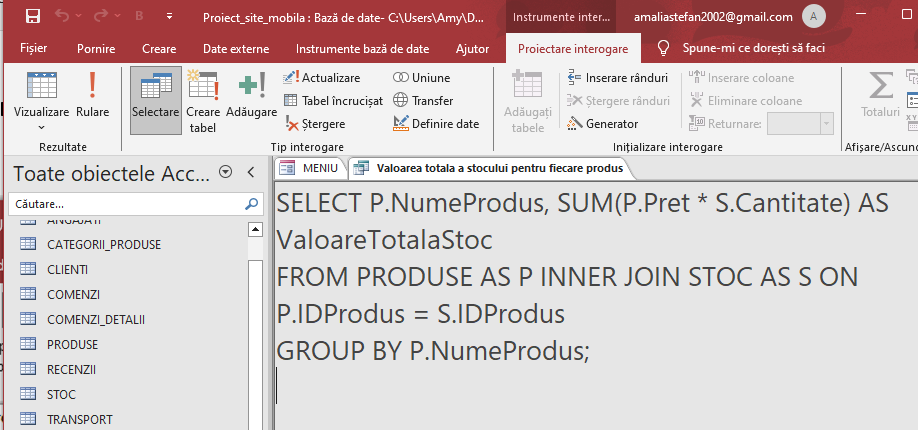 Proiect_site_mobila : Bază de date- C:\Users\Amy\D...
Instrumente inter...
amaliastefan2002@gmail.com
A
Fișier
Pornire
Creare
Date externe
Instrumente bază de date
Ajutor
Proiectare interogare
Spune-mi ce dorești să faci
Vizualizare
Rulare
Rezultate
Selectare
Creare tabel
Adăugare
Actualizare
Tabel încrucișat
Ștergere
Uniune
Transfer
Definire date
Tip interogare
Adăugați tabele
Inserare rânduri
Ștergere rânduri
Generator
Inserare coloane
Eliminare coloane
Returnare:
Inițializare interogare
Totaluri
Afișare/Ascun
Toate obiectele Acc...
Căutare...
ANGAJATI
CATEGORII_PRODUSE
CLIENTI
COMENZI
COMENZI_DETALII
PRODUSE
RECENZII
STOC
TRANSPORT
MENIU
Valoarea totala a stocului pentru fiecare produs
SELECT P.NumeProdus, SUM(P.Pret * S.Cantitate) AS
ValoareTotalaStoc
FROM PRODUSE AS P INNER JOIN STOC AS S ON
P.IDProdus = S.IDProdus
GROUP BY P.NumeProdus;